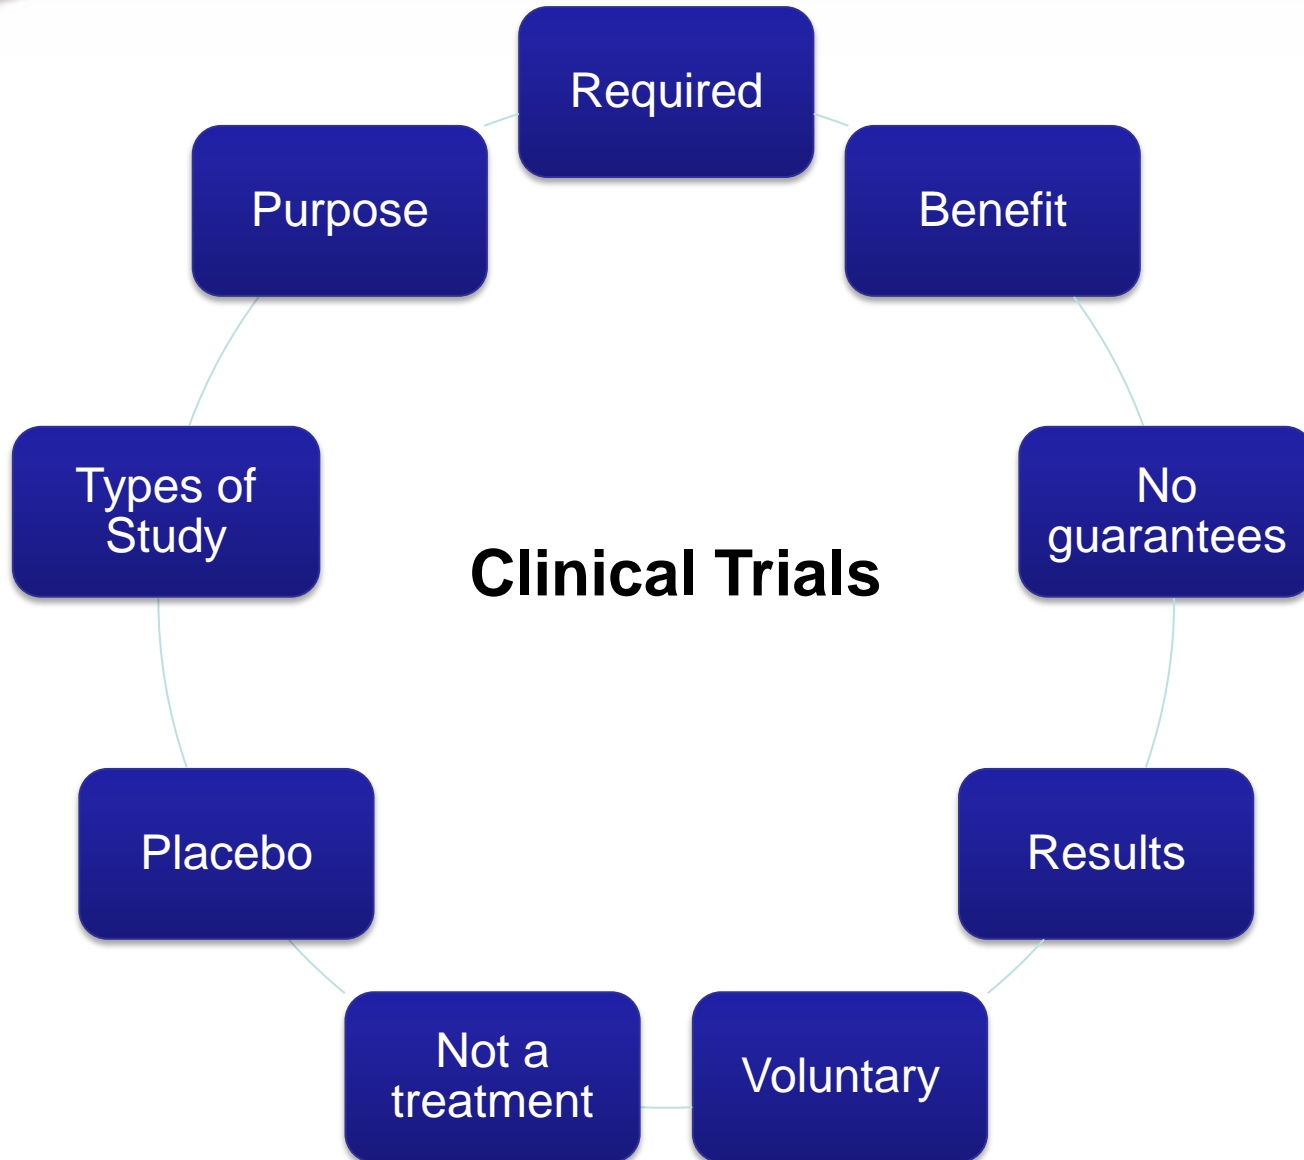 Required
Benefit
No
guarantees
Results
Voluntary
Not a
treatment
Placebo
Types of
Study
Purpose
Clinical Trials